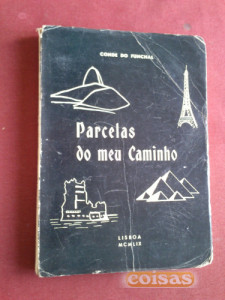 CONDE DO FUNCHAL
Parcelas
do meu Caminho
LISBOA
MCMLIX
coisas